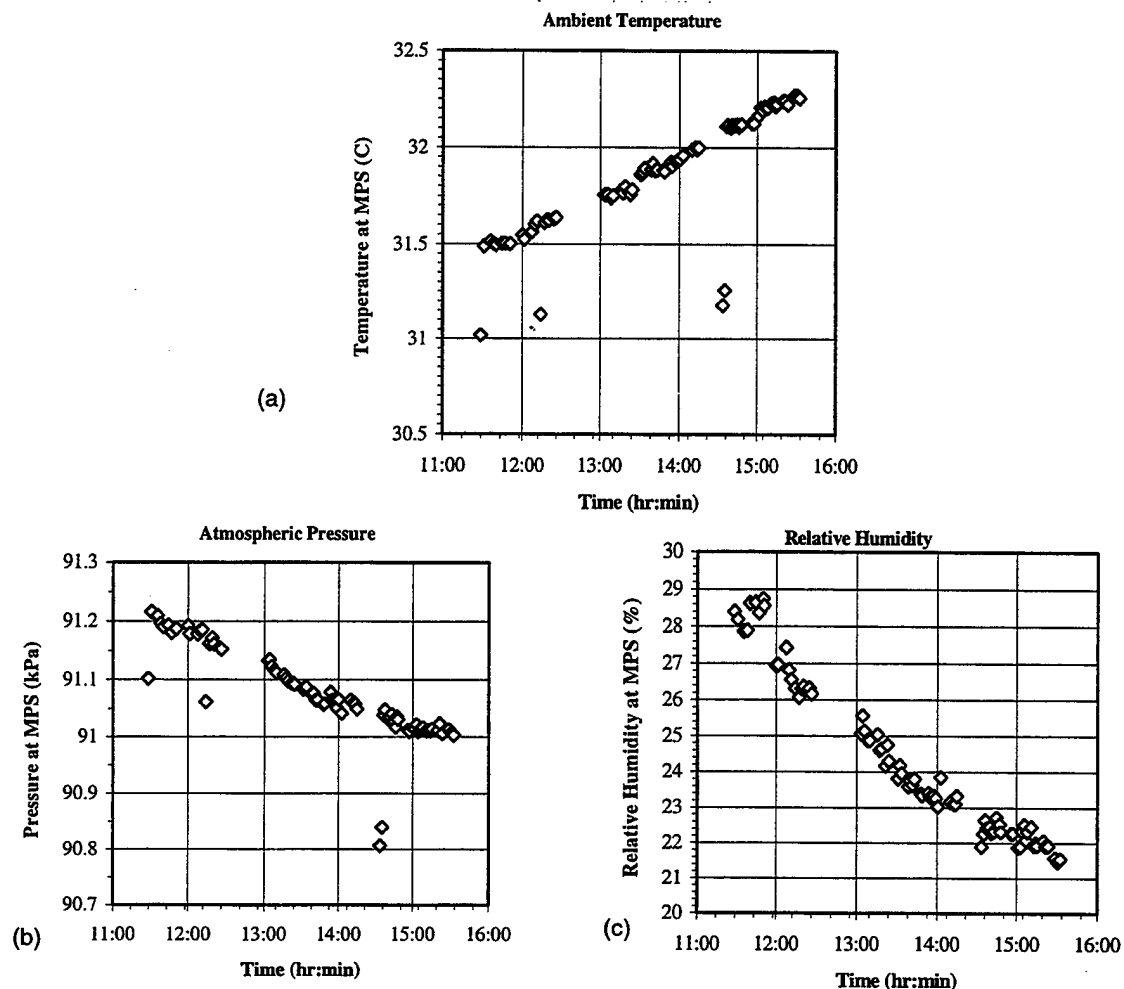 Ambient Temperature
32.5
32
31.5
31
30.5
Temperature at MPS (C)
11:00 12:00 13:00 14:00 15:00 16:00
Time (hr:min)
(a)
Atmospheric Pressure
91.3
91.2
91.1
91
90.9
90.8
90.7
Pressure at MPS (kPa)
11:00 12:00 13:00 14:00 15:00 16:00
Time (hr:min)
(b)
Relative Humidity
30
29
28
27
26
25
24
23
22
21
20
Relative Humidity at MPS (%)
11:00 12:00 13:00 14:00 15:00 16:00
Time (hr:min)
(c)